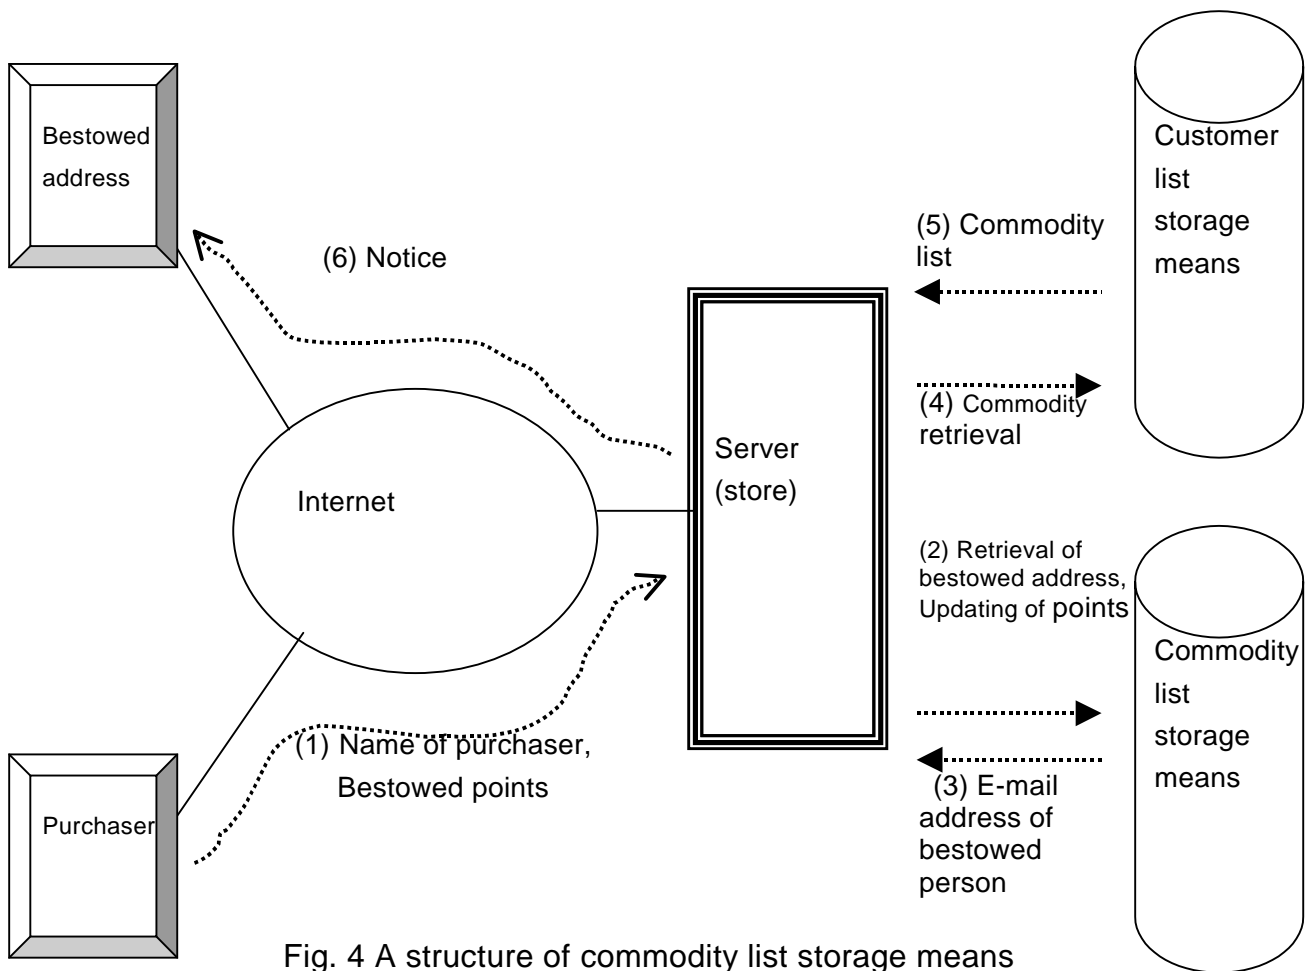 Bestowed
address
(6) Notice
(5) Commodity
list
Customer
list
storage
means
(4) Commodity
retrieval
Server
(store)
Internet
(2) Retrieval of
bestowed address,
Updating of points
Commodity
list
storage
means
(1) Name of purchaser,
Bestowed points
(3) E-mail
address of
bestowed
person
Purchaser
Fig. 4 A structure of commodity list storage means